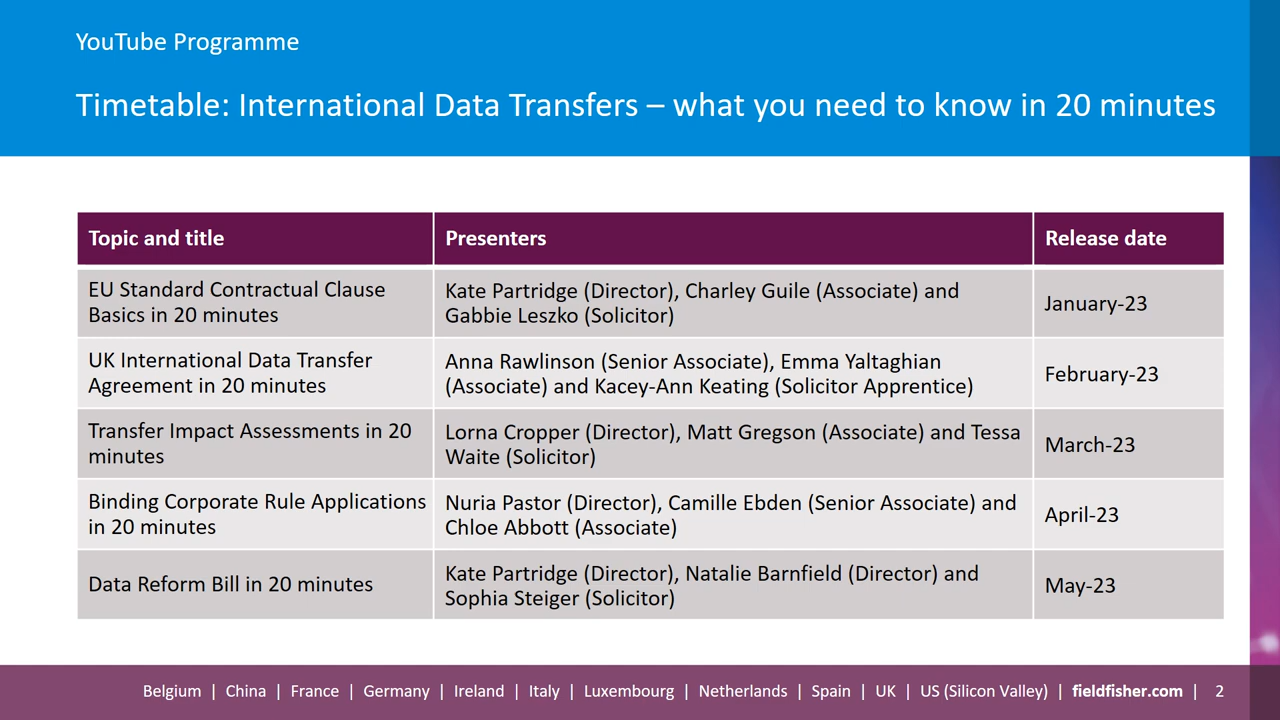 YouTube Programme
Timetable: International Data Transfers – what you need to know in 20 minutes
Topic and title
Presenters
Release date
EU Standard Contractual Clause
Basics in 20 minutes
Kate Partridge (Director), Charley Guile (Associate) and
Gabbie Leszko (Solicitor)
January-23
UK International Data Transfer
Agreement in 20 minutes
Anna Rawlinson (Senior Associate), Emma Yaltaghian
(Associate) and Kacey-Ann Keating (Solicitor Apprentice)
February-23
Transfer Impact Assessments in 20
minutes
Lorna Cropper (Director), Matt Gregson (Associate) and Tessa
Waite (Solicitor)
March-23
Binding Corporate Rule Applications
in 20 minutes
Nuria Pastor (Director), Camille Ebden (Senior Associate) and
Chloe Abbott (Associate)
April-23
Data Reform Bill in 20 minutes
Kate Partridge (Director), Natalie Barnfield (Director) and
Sophia Steiger (Solicitor)
May-23
Belgium | China | France | Germany | Ireland | Italy | Luxembourg | Netherlands | Spain | UK | US (Silicon Valley) | fieldfisher.com | 2